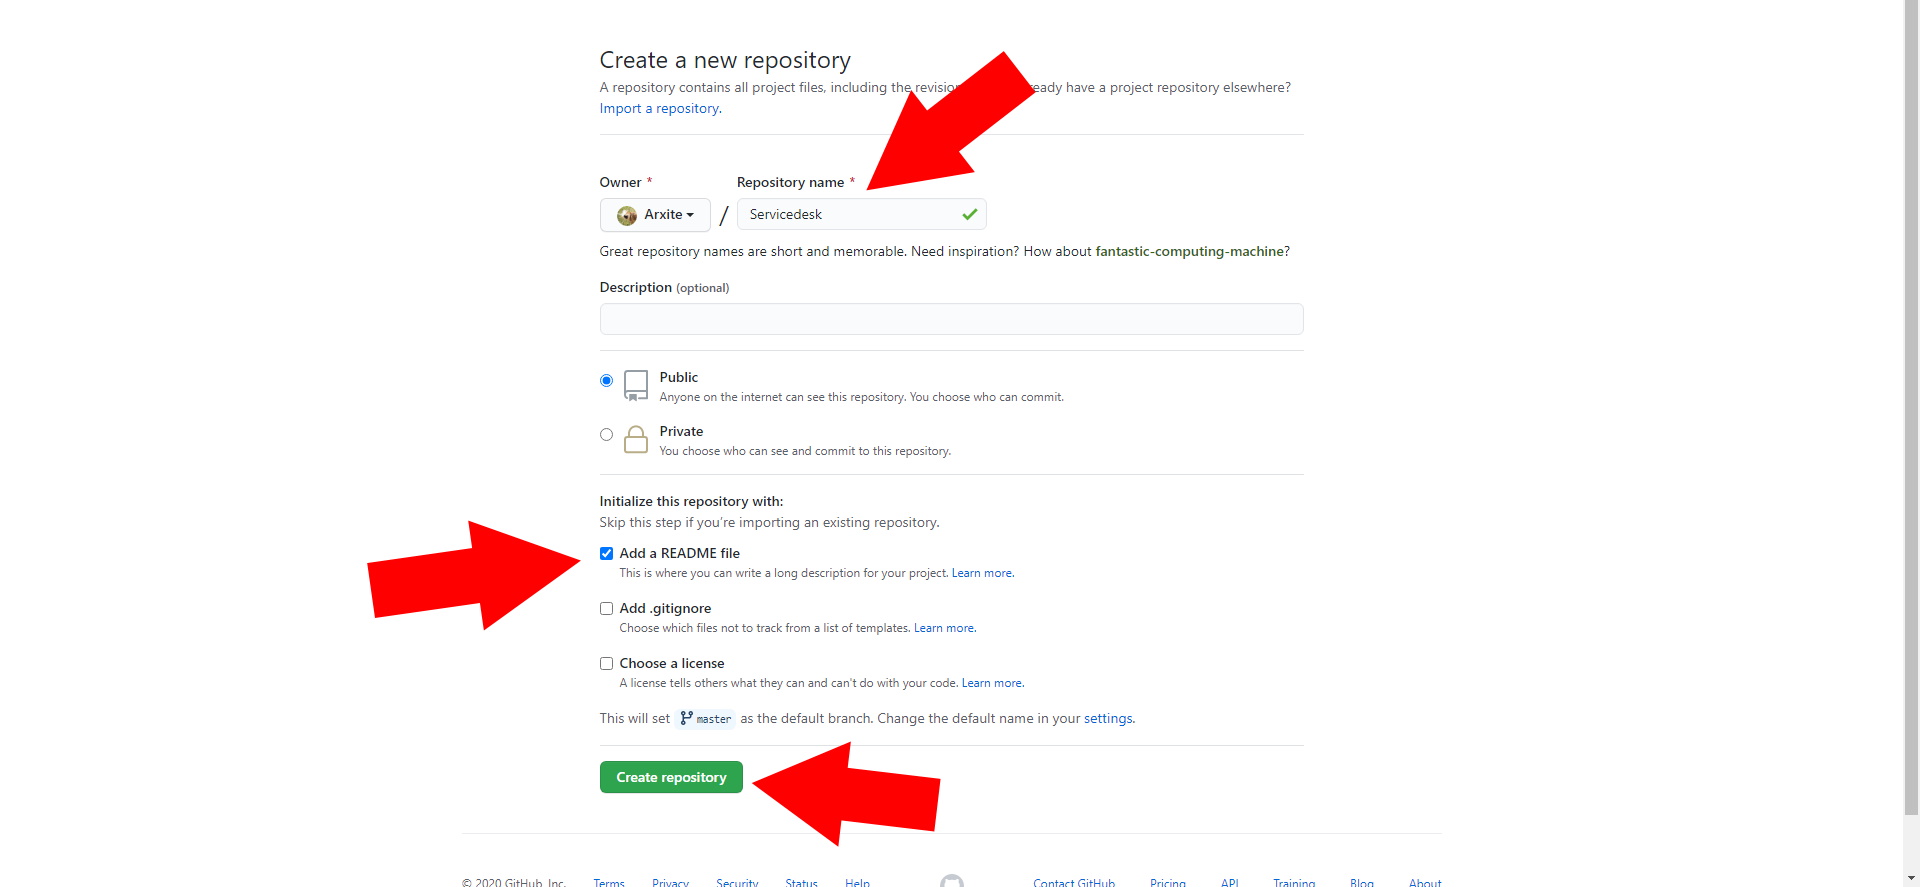 Create a new repository
A repository contains all project files, including the revision ready have a project repository elsewhere?
Import a repository.
Owner * Repository name *
Arxite / Servicedesk
Great repository names are short and memorable. Need inspiration? How about fantastic-computing-machine?
Description (optional)
Public
Anyone on the internet can see this repository. You choose who can commit.
Private
You choose who can see and commit to this repository.
Initialize this repository with:
Skip this step if you're importing an existing repository.
Add a README file
This is where you can write a long description for your project. Learn more.
Add .gitignore
Choose which files not to track from a list of templates. Learn more.
Choose a license
A license tells others what they can and can't do with your code. Learn more.
This will set master as the default branch. Change the default name in your settings.
Create repository
© 2020 GitHub, Inc. Terms Privacy Security Status Help Contact GitHub Pricing API Training Blog About